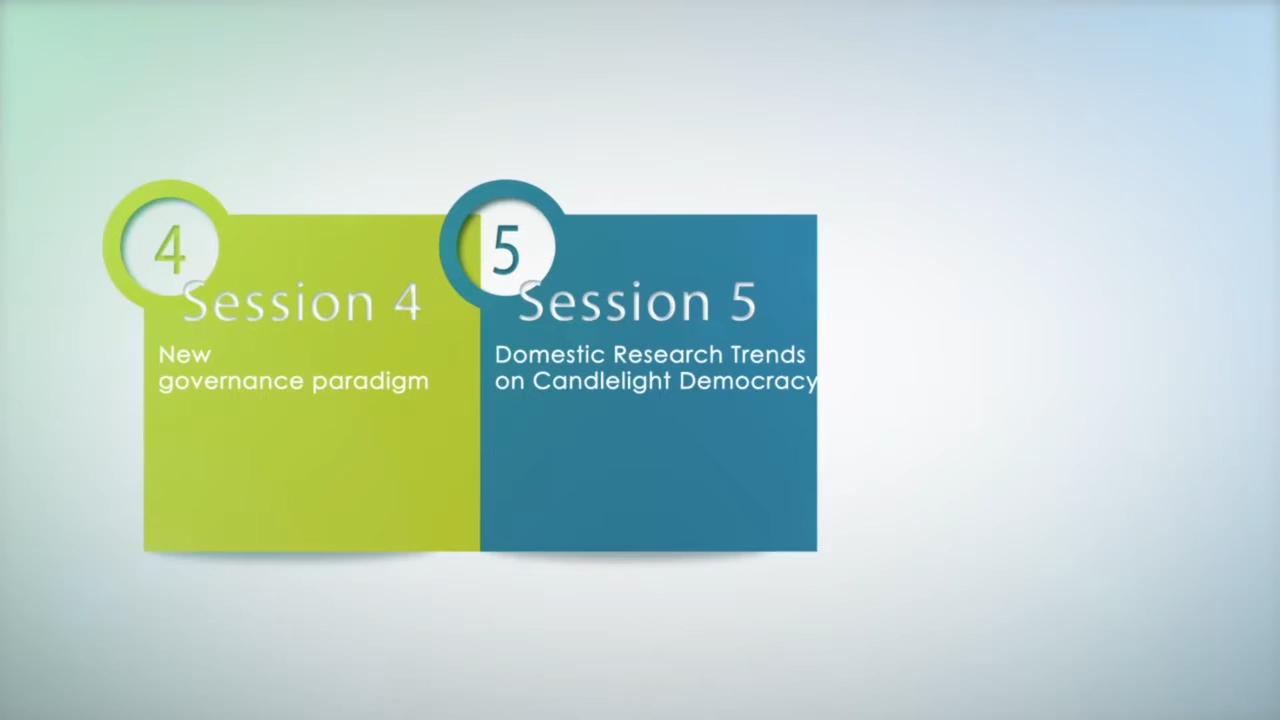 4
Session 4
New
governance paradigm
5
Session 5
Domestic Research Trends
on Candlelight Democracy